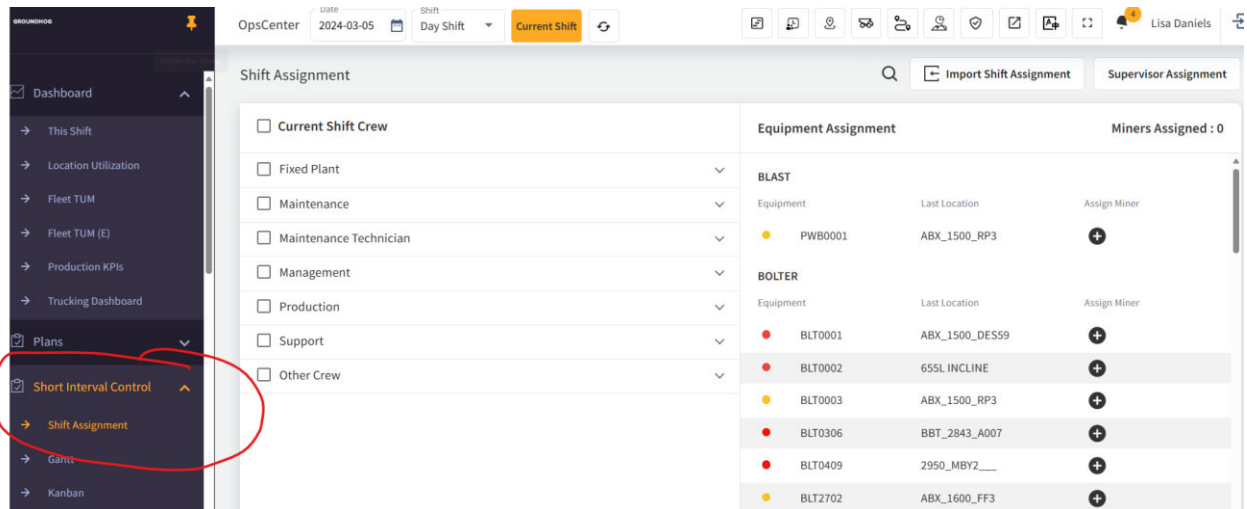 GROUNDHOG
Dashboard
This Shift
Location Utilization
Fleet TUM
Fleet TUM (E)
Production KPIs
Trucking Dashboard
Plans
Short Interval Control
Shift Assignment
Gantt
Kanban
OpsCenter
Date
2024-03-05
Shift
Day Shift
Current Shift
4
Lisa Daniels
Shift Assignment
Import Shift Assignment
Supervisor Assignment
Current Shift Crew
Fixed Plant
Maintenance
Maintenance Technician
Management
Production
Support
Other Crew
Equipment Assignment Miners Assigned : 0
BLAST
Equipment Last Location Assign Miner
PWB0001 ABX_1500_RP3
BOLTER
Equipment Last Location Assign Miner
BLT0001 ABX_1500_DES59
BLT0002 655L INCLINE
BLT0003 ABX_1500_RP3
BLT0306 BBT_2843_A007
BLT0409 2950_MBY2___
BLT2702 ABX_1600_FF3